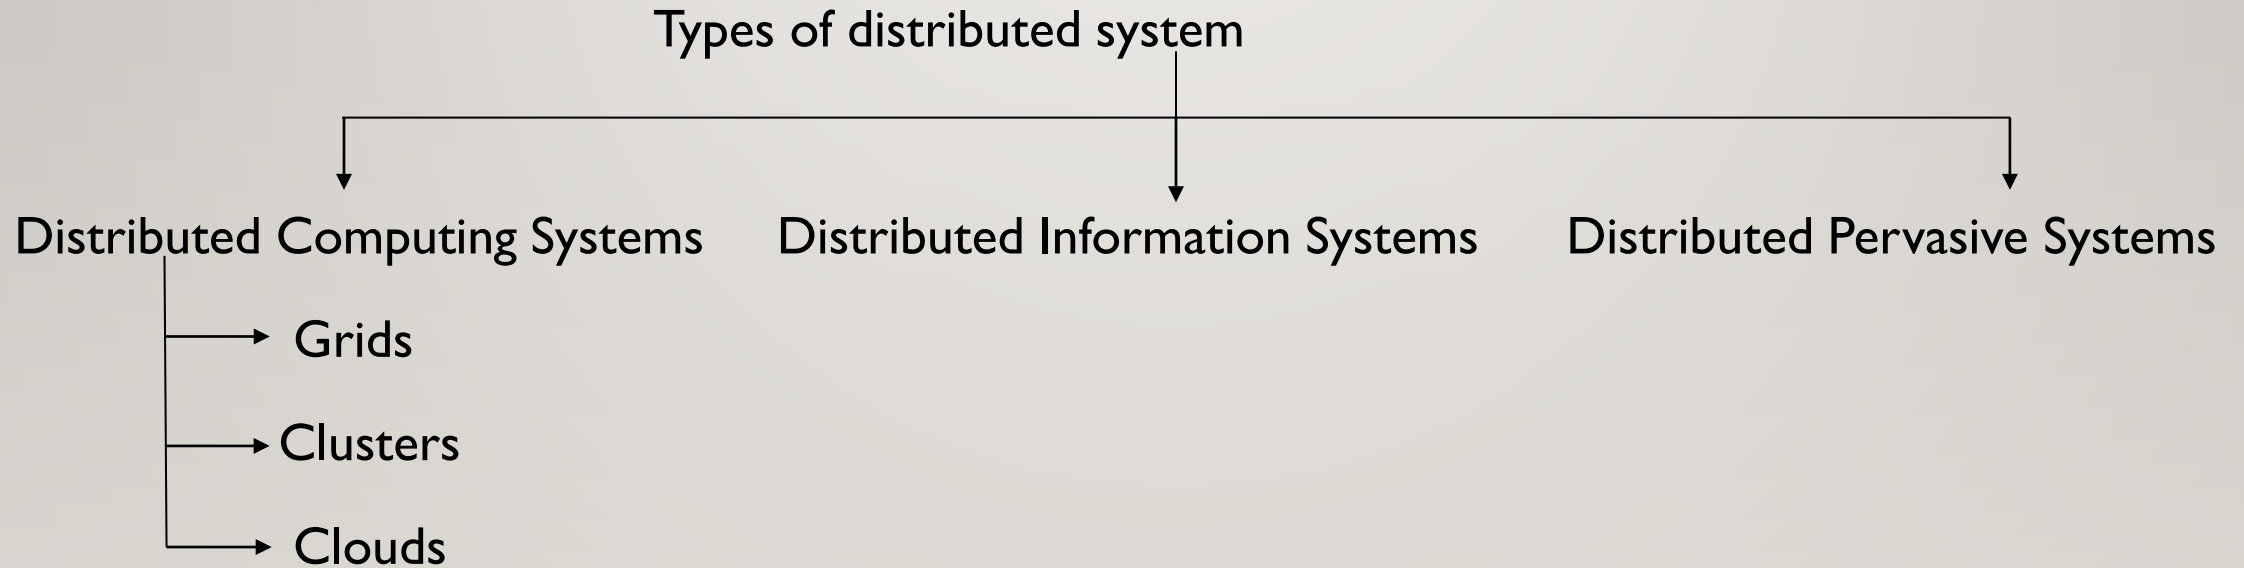 Types of distributed system
Distributed Computing Systems
Distributed Information Systems
Distributed Pervasive Systems
Grids
Clusters
Clouds